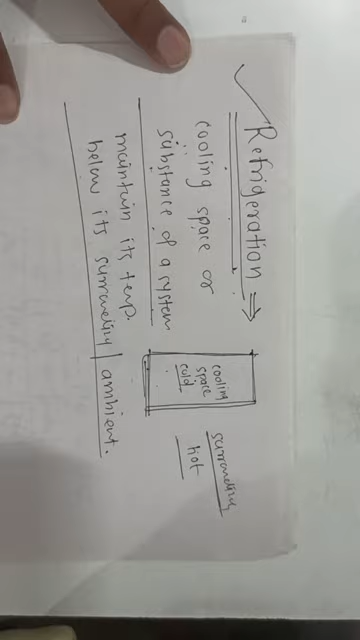 Refrigeration ⇒
cooling space or
substance of a system
maintain its temp.
below its surrounding / ambient.
cooling
space
cold
surrounding
hot